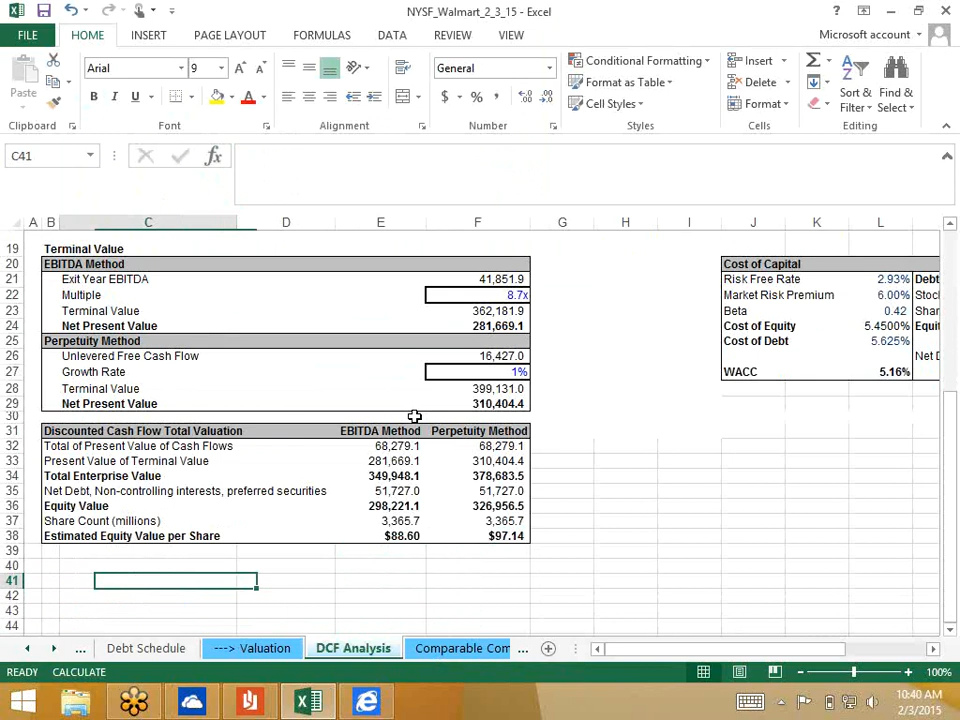 NYSF_Walmart_2_3_15 - Excel
FILE HOME INSERT PAGE LAYOUT FORMULAS DATA REVIEW VIEW Microsoft account
Paste Arial 9 General Conditional Formatting Insert
B I U $ % , Format as Table Delete Sort & Find &
Cell Styles Format Filter Select
Clipboard Font Alignment Number Styles Cells Editing
C41 fx
A B C D E F G H I J K L
19 Terminal Value
20 EBITDA Method Cost of Capital
21 Exit Year EBITDA 41,851.9 Risk Free Rate 2.93% Debt
22 Multiple 8.7x Market Risk Premium 6.00% Stoc
23 Terminal Value 362,181.9 Beta 0.42 Shar
24 Net Present Value 281,669.1 Cost of Equity 5.4500% Equit
25 Perpetuity Method Cost of Debt 5.625%
26 Unlevered Free Cash Flow 16,427.0 Net D
27 Growth Rate 1% WACC 5.16%
28 Terminal Value 399,131.0
29 Net Present Value 310,404.4
30
31 Discounted Cash Flow Total Valuation EBITDA Method Perpetuity Method
32 Total of Present Value of Cash Flows 68,279.1 68,279.1
33 Present Value of Terminal Value 281,669.1 310,404.4
34 Total Enterprise Value 349,948.1 378,683.5
35 Net Debt, Non-controlling interests, preferred securities 51,727.0 51,727.0
36 Equity Value 298,221.1 326,956.5
37 Share Count (millions) 3,365.7 3,365.7
38 Estimated Equity Value per Share $88.60 $97.14
39
40
41
42
43
44
... Debt Schedule ---> Valuation DCF Analysis Comparable Com ...
READY CALCULATE 100%
10:40 AM
2/3/2015